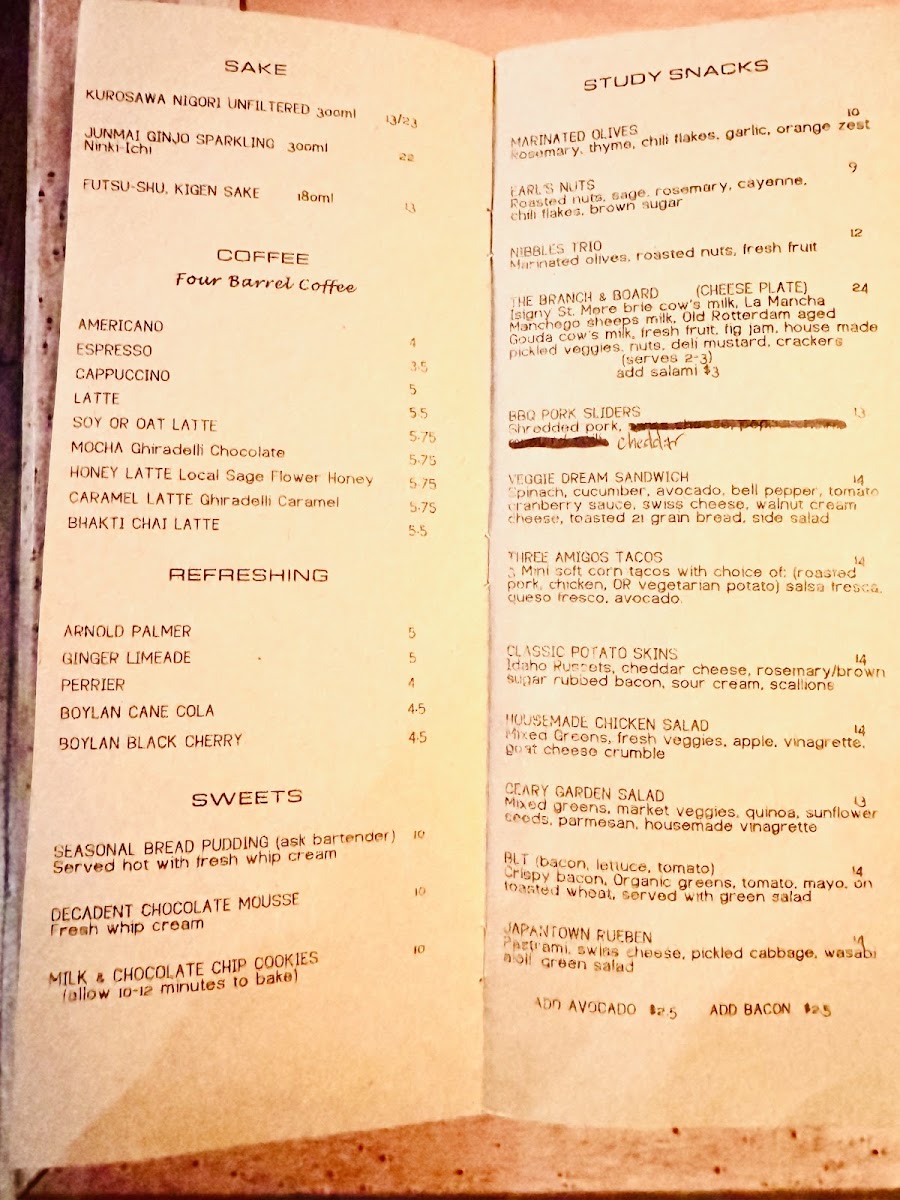 SAKE
KUROSAWA NIGORI UNFILTERED 300ml 13/23
JUNMAI GINJO SPARKLING 300ml 22
Ninki-Ichi
FUTSU-SHU, KIGEN SAKE 180ml 13
COFFEE
Four Barrel Coffee
AMERICANO 4
ESPRESSO 3.5
CAPPUCCINO 5
LATTE 5.5
SOY OR OAT LATTE 5.75
MOCHA Ghiradelli Chocolate 5.75
HONEY LATTE Local Sage Flower Honey 5.75
CARAMEL LATTE Ghiradelli Caramel 5.75
BHAKTI CHAI LATTE 5.5
REFRESHING
ARNOLD PALMER 5
GINGER LIMEADE 5
PERRIER 4
BOYLAN CANE COLA 4.5
BOYLAN BLACK CHERRY 4.5
SWEETS
SEASONAL BREAD PUDDING (ask bartender) 10
Served hot with fresh whip cream
DECADENT CHOCOLATE MOUSSE 10
Fresh whip cream
MILK & CHOCOLATE CHIP COOKIES 10
(allow 10-12 minutes to bake)
STUDY SNACKS
MARINATED OLIVES 10
Rosemary, thyme, chili flakes, garlic, orange zest
EARL'S NUTS 9
Roasted nuts, sage, rosemary, cayenne,
chili flakes, brown sugar
NIBBLES TRIO 12
Marinated olives, roasted nuts, fresh fruit
THE BRANCH & BOARD (CHEESE PLATE) 24
Isigny St. Mere brie cow's milk, La Mancha
Manchego sheeps milk, Old Rotterdam aged
Gouda cow's milk, fresh fruit, fig jam, house made
pickled veggies, nuts, deli mustard, crackers
(serves 2-3)
add salami $3
BBQ PORK SLIDERS 13
Shredded pork,
cheddar
VEGGIE DREAM SANDWICH 14
Spinach, cucumber, avocado, bell pepper, tomato
cranberry sauce, swiss cheese, walnut cream
cheese, toasted 21 grain bread, side salad
THREE AMIGOS TACOS 14
3 Mini soft corn tacos with choice of: (roasted
pork, chicken, OR vegetarian potato) salsa fresca,
queso fresco, avocado.
CLASSIC POTATO SKINS 14
Idaho Russets, cheddar cheese, rosemary/brown
sugar rubbed bacon, sour cream, scallions
HOUSEMADE CHICKEN SALAD 14
Mixed Greens, fresh veggies, apple, vinagrette,
goat cheese crumble
GEARY GARDEN SALAD 13
Mixed greens, market veggies, quinoa, sunflower
seeds, parmesan, housemade vinagrette
BLT (bacon, lettuce, tomato) 14
Crispy bacon, Organic greens, tomato, mayo, on
toasted wheat, served with green salad
JAPANTOWN RUEBEN 14
Pastrami, swiss cheese, pickled cabbage, wasabi
aioli green salad
ADD AVOCADO $2.5 ADD BACON $2.5